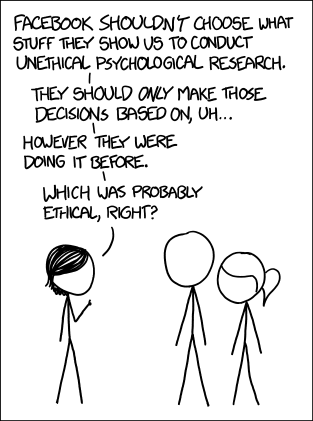 FACEBOOK SHOULDN'T CHOOSE WHAT
STUFF THEY SHOW US TO CONDUCT
UNETHICAL PSYCHOLOGICAL RESEARCH.
THEY SHOULD ONLY MAKE THOSE
DECISIONS BASED ON, UH...
HOWEVER THEY WERE
DOING IT BEFORE.
WHICH WAS PROBABLY
ETHICAL, RIGHT?